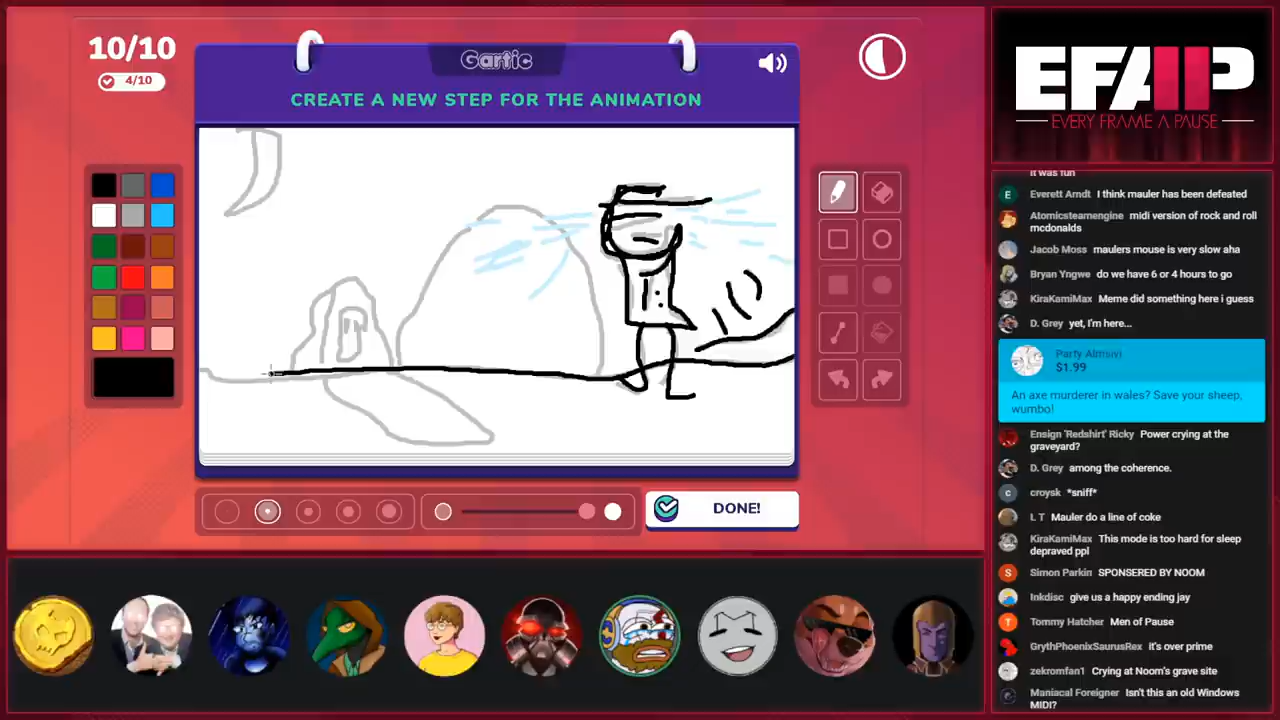 10/10
4/10
Gartic
CREATE A NEW STEP FOR THE ANIMATION
DONE!
EFAP
EVERY FRAME A PAUSE
it was fun
Everett Arndt I think mauler has been defeated
Atomicsteamengine midi version of rock and roll
mcdonalds
Jacob Moss maulers mouse is very slow aha
Bryan Yngwe do we have 6 or 4 hours to go
KiraKamiMax Meme did something here i guess
D. Grey yet, I'm here...
Party Almsivi
$1.99
An axe murderer in wales? Save your sheep,
wumbo!
Ensign 'Redshirt' Ricky Power crying at the
graveyard?
D. Grey among the coherence.
croysk *sniff*
I. T Mauler do a line of coke
KiraKamiMax This mode is too hard for sleep
depraved ppl
Simon Parkin SPONSERED BY NOOM
Inkdisc give us a happy ending jay
Tommy Hatcher Men of Pause
GrythPhoenixSaurusRex it's over prime
zekromfan1 Crying at Noom's grave site
Maniacal Foreigner Isn't this an old Windows
MIDI?